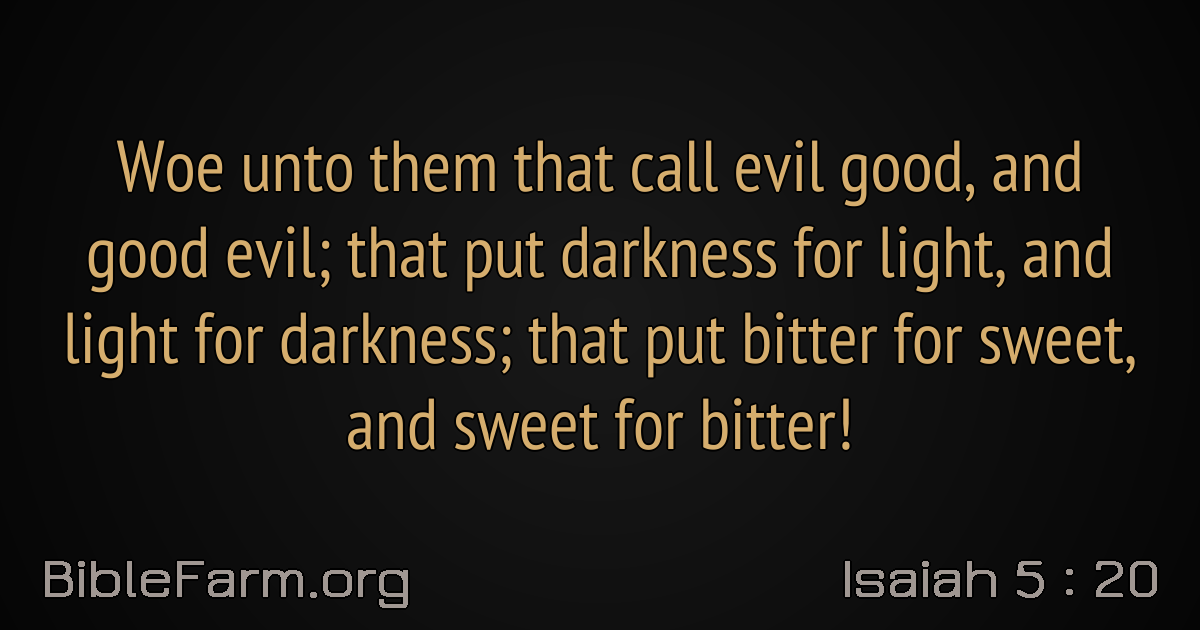 Woe unto them that call evil good, and
good evil; that put darkness for light, and
light for darkness; that put bitter for sweet,
and sweet for bitter!
BibleFarm.org
Isaiah 5 : 20